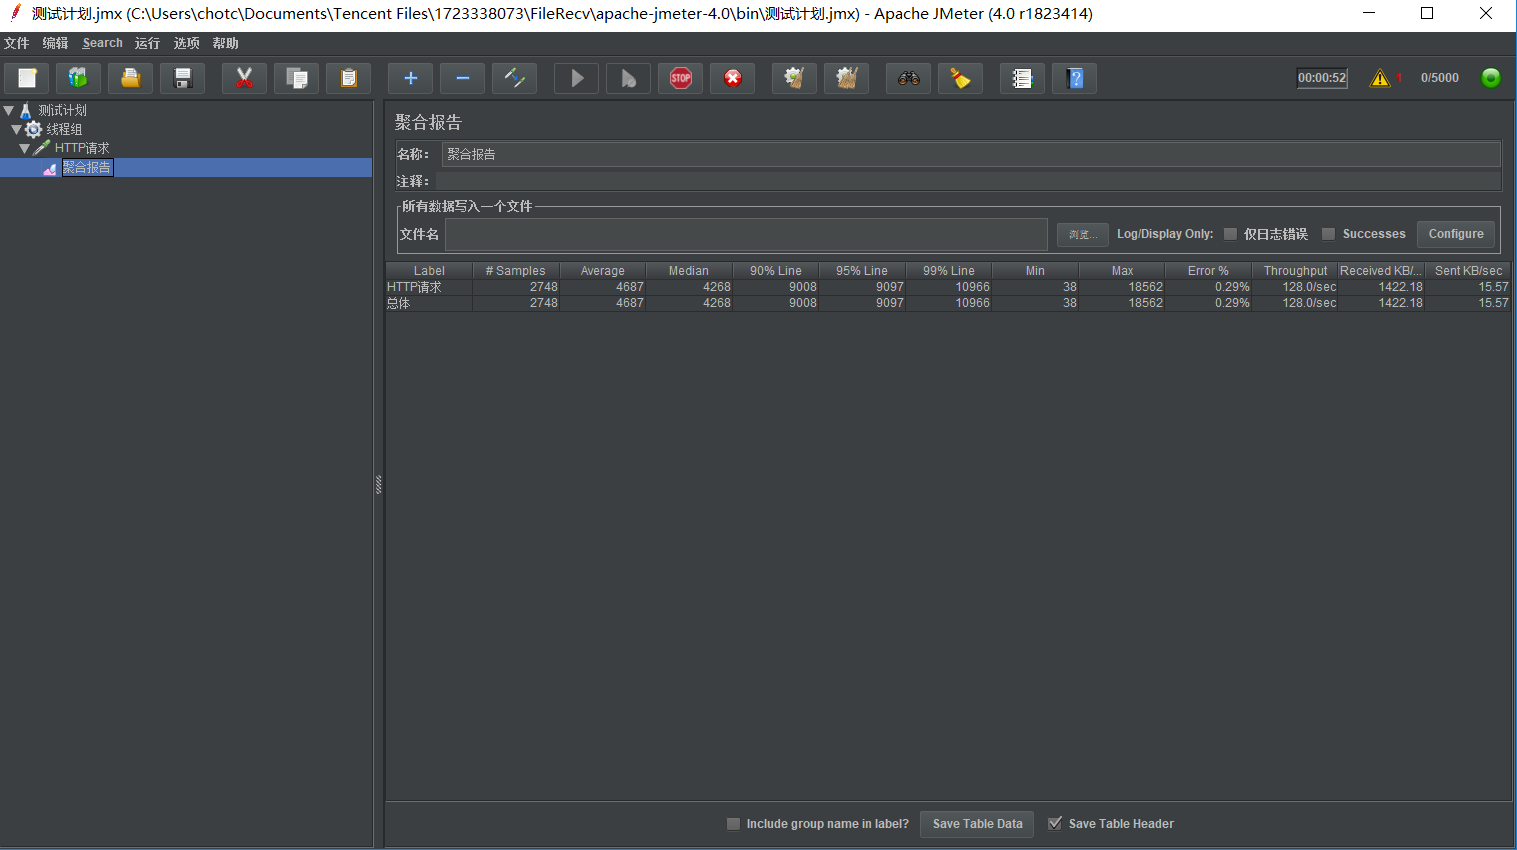 测试计划.jmx (C:\Users\chotc\Documents\Tencent Files\1723338073\FileRecv\apache-jmeter-4.0\bin\测试计划.jmx) - Apache JMeter (4.0 r1823414)
文件 编辑 Search 运行 选项 帮助
STOP 00:00:52 1 0/5000
测试计划
线程组
HTTP请求
聚合报告
聚合报告
名称： 聚合报告
注释：
所有数据写入一个文件
文件名 浏览... Log/Display Only: 仅日志错误 Successes Configure
Label # Samples Average Median 90% Line 95% Line 99% Line Min Max Error % Throughput Received KB/... Sent KB/sec
HTTP请求 2748 4687 4268 9008 9097 10966 38 18562 0.29% 128.0/sec 1422.18 15.57
总体 2748 4687 4268 9008 9097 10966 38 18562 0.29% 128.0/sec 1422.18 15.57
Include group name in label? Save Table Data Save Table Header